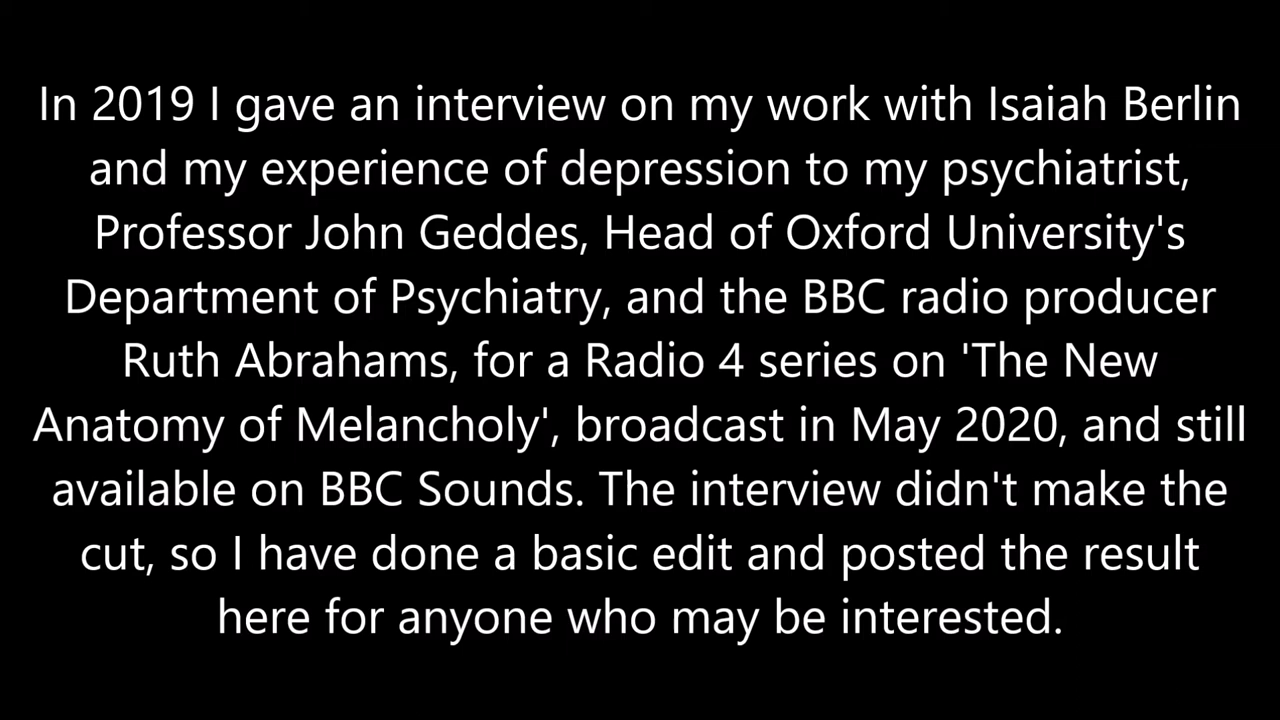 In 2019 I gave an interview on my work with Isaiah Berlin
and my experience of depression to my psychiatrist,
Professor John Geddes, Head of Oxford University's
Department of Psychiatry, and the BBC radio producer
Ruth Abrahams, for a Radio 4 series on 'The New
Anatomy of Melancholy', broadcast in May 2020, and still
available on BBC Sounds. The interview didn't make the
cut, so I have done a basic edit and posted the result
here for anyone who may be interested.